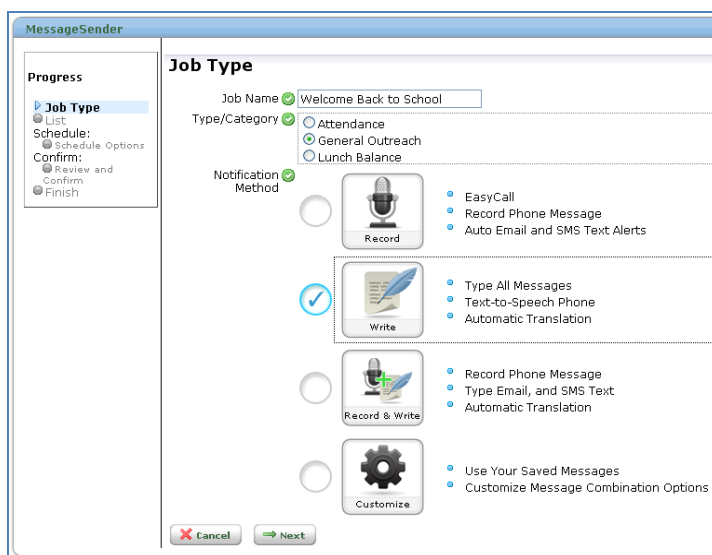 MessageSender
Progress
Job Type
List
Schedule:
Schedule Options
Confirm:
Review and
Confirm
Finish
Job Type
Job Name Welcome Back to School
Type/Category Attendance
General Outreach
Lunch Balance
Notification
Method
Record
EasyCall
Record Phone Message
Auto Email and SMS Text Alerts
Write
Type All Messages
Text-to-Speech Phone
Automatic Translation
Record & Write
Record Phone Message
Type Email, and SMS Text
Automatic Translation
Customize
Use Your Saved Messages
Customize Message Combination Options
Cancel Next